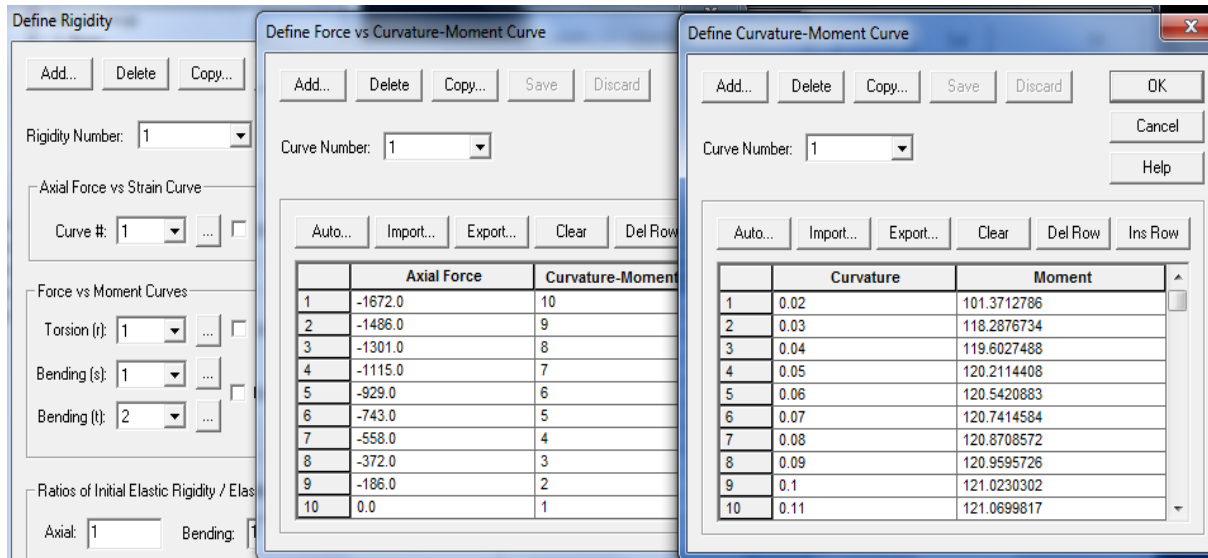 Define Rigidity
Add... Delete Copy...
Rigidity Number: 1
Axial Force vs Strain Curve
Curve #: 1 ...
Force vs Moment Curves
Torsion (r): 1 ...
Bending (s): 1 ...
Bending (t): 2 ...
Ratios of Initial Elastic Rigidity / Elas
Axial: 1 Bending: 1
Define Force vs Curvature-Moment Curve
Add... Delete Copy... Save Discard
Curve Number: 1
Auto... Import... Export... Clear Del Row
Axial Force Curvature-Moment
1 -1672.0 10
2 -1486.0 9
3 -1301.0 8
4 -1115.0 7
5 -929.0 6
6 -743.0 5
7 -558.0 4
8 -372.0 3
9 -186.0 2
10 0.0 1
Define Curvature-Moment Curve
Add... Delete Copy... Save Discard OK
Cancel
Curve Number: 1
Help
Auto... Import... Export... Clear Del Row Ins Row
Curvature Moment
1 0.02 101.3712786
2 0.03 118.2876734
3 0.04 119.6027488
4 0.05 120.2114408
5 0.06 120.5420883
6 0.07 120.7414584
7 0.08 120.8708572
8 0.09 120.9595726
9 0.1 121.0230302
10 0.11 121.0699817